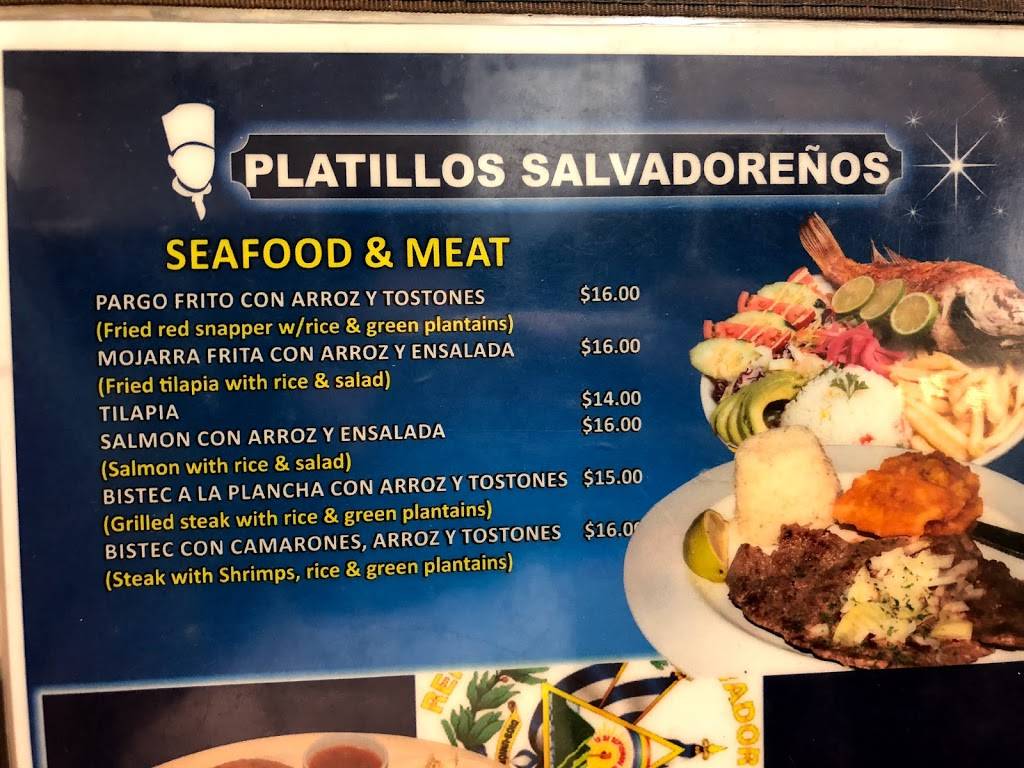 PLATILLOS SALVADOREÑOS
SEAFOOD & MEAT
PARGO FRITO CON ARROZ Y TOSTONES $16.00
(Fried red snapper w/rice & green plantains)
MOJARRA FRITA CON ARROZ Y ENSALADA $16.00
(Fried tilapia with rice & salad)
TILAPIA $14.00
SALMON CON ARROZ Y ENSALADA $16.00
(Salmon with rice & salad)
BISTEC A LA PLANCHA CON ARROZ Y TOSTONES $15.00
(Grilled steak with rice & green plantains)
BISTEC CON CAMARONES, ARROZ Y TOSTONES $16.00
(Steak with Shrimps, rice & green plantains)